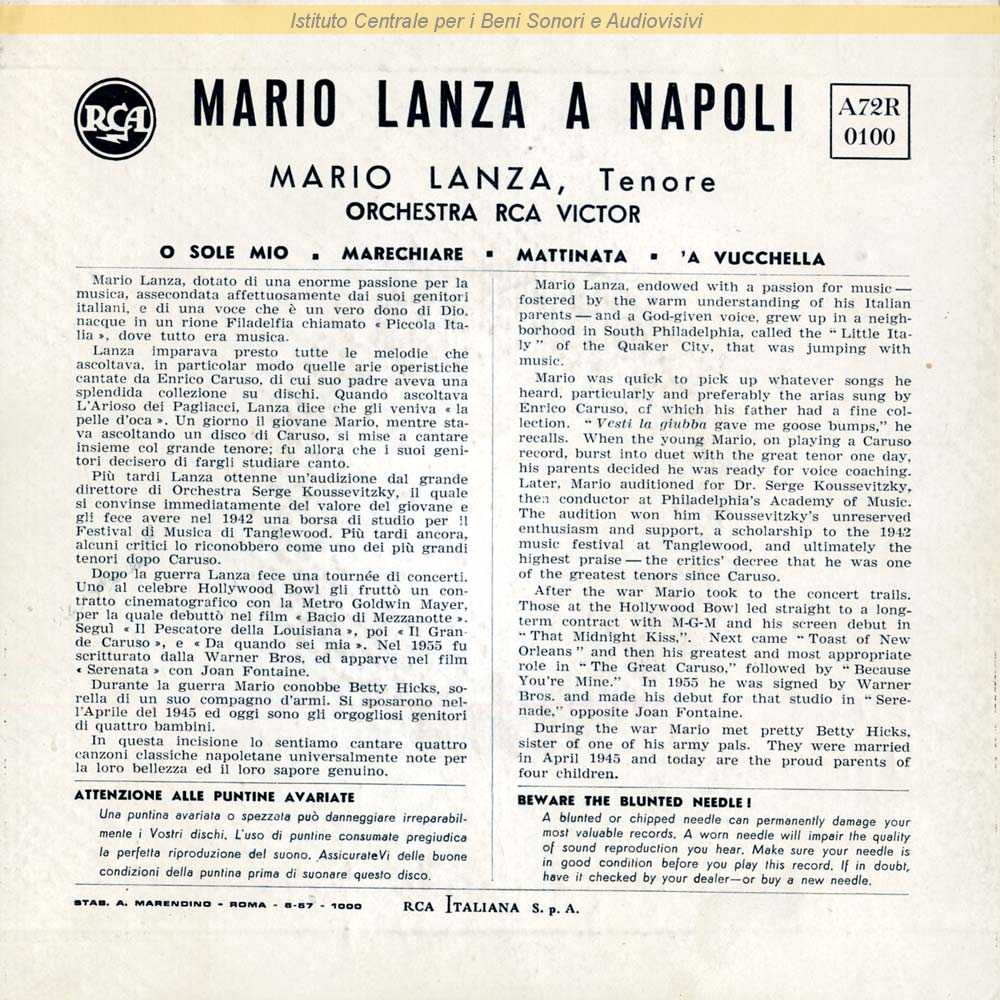 Istituto Centrale per i Beni Sonori e Audiovisivi
RCA
MARIO LANZA A NAPOLI
A72R
0100
MARIO LANZA, Tenore
ORCHESTRA RCA VICTOR
O SOLE MIO ▪ MARECHIARE ▪ MATTINATA ▪ 'A VUCCHELLA
Mario Lanza, dotato di una enorme passione per la
musica, assecondata affettuosamente dai suoi genitori
italiani, e di una voce che è un vero dono di Dio,
nacque in un rione Filadelfia chiamato « Piccola Ita-
lia », dove tutto era musica.
Lanza imparava presto tutte le melodie che
ascoltava, in particolar modo quelle arie operistiche
cantate da Enrico Caruso, di cui suo padre aveva una
splendida collezione su dischi. Quando ascoltava
L'Arioso dei Pagliacci, Lanza dice che gli veniva « la
pelle d'oca ». Un giorno il giovane Mario, mentre sta-
va ascoltando un disco di Caruso, si mise a cantare
insieme col grande tenore; fu allora che i suoi geni-
tori decisero di fargli studiare canto.
Più tardi Lanza ottenne un'audizione dal grande
direttore di Orchestra Serge Koussevitzky, il quale
si convinse immediatamente del valore del giovane e
gli fece avere nel 1942 una borsa di studio per il
Festival di Musica di Tanglewood. Più tardi ancora,
alcuni critici lo riconobbero come uno dei più grandi
tenori dopo Caruso.
Dopo la guerra Lanza fece una tournée di concerti.
Uno al celebre Hollywood Bowl gli fruttò un con-
tratto cinematografico con la Metro Goldwin Mayer,
per la quale debuttò nel film « Bacio di Mezzanotte ».
Seguì « Il Pescatore della Louisiana », poi « Il Gran-
de Caruso », e « Da quando sei mia ». Nel 1955 fu
scritturato dalla Warner Bros, ed apparve nel film
« Serenata » con Joan Fontaine.
Durante la guerra Mario conobbe Betty Hicks, so-
rella di un suo compagno d'armi. Si sposarono nel-
l'Aprile del 1945 ed oggi sono gli orgogliosi genitori
di quattro bambini.
In questa incisione lo sentiamo cantare quattro
canzoni classiche napoletane universalmente note per
la loro bellezza ed il loro sapore genuino.
ATTENZIONE ALLE PUNTINE AVARIATE
Una puntina avariata o spezzata può danneggiare irreparabil-
mente i Vostri dischi. L'uso di puntine consumate pregiudica
la perfetta riproduzione del suono. AssicurateVi delle buone
condizioni della puntina prima di suonare questo disco.
Mario Lanza, endowed with a passion for music —
fostered by the warm understanding of his Italian
parents — and a God-given voice, grew up in a neigh-
borhood in South Philadelphia, called the " Little Ita-
ly " of the Quaker City, that was jumping with
music.
Mario was quick to pick up whatever songs he
heard, particularly and preferably the arias sung by
Enrico Caruso, of which his father had a fine col-
lection. " Vesti la giubba gave me goose bumps," he
recalls. When the young Mario, on playing a Caruso
record, burst into duet with the great tenor one day,
his parents decided he was ready for voice coaching.
Later, Mario auditioned for Dr. Serge Koussevitzky,
then conductor at Philadelphia's Academy of Music.
The audition won him Koussevitzky's unreserved
enthusiasm and support, a scholarship to the 1942
music festival at Tanglewood, and ultimately the
highest praise — the critics' decree that he was one
of the greatest tenors since Caruso.
After the war Mario took to the concert trails.
Those at the Hollywood Bowl led straight to a long-
term contract with M-G-M and his screen debut in
" That Midnight Kiss,". Next came " Toast of New
Orleans " and then his greatest and most appropriate
role in " The Great Caruso," followed by " Because
You're Mine." In 1955 he was signed by Warner
Bros. and made his debut for that studio in " Sere-
nade," opposite Joan Fontaine.
During the war Mario met pretty Betty Hicks,
sister of one of his army pals. They were married
in April 1945 and today are the proud parents of
four children.
BEWARE THE BLUNTED NEEDLE!
A blunted or chipped needle can permanently damage your
most valuable records. A worn needle will impair the quality
of sound reproduction you hear. Make sure your needle is
in good condition before you play this record. If in doubt,
have it checked by your dealer—or buy a new needle.
STAB. A. MARENDINO - ROMA - 6-57 - 1000
RCA ITALIANA S. p. A.